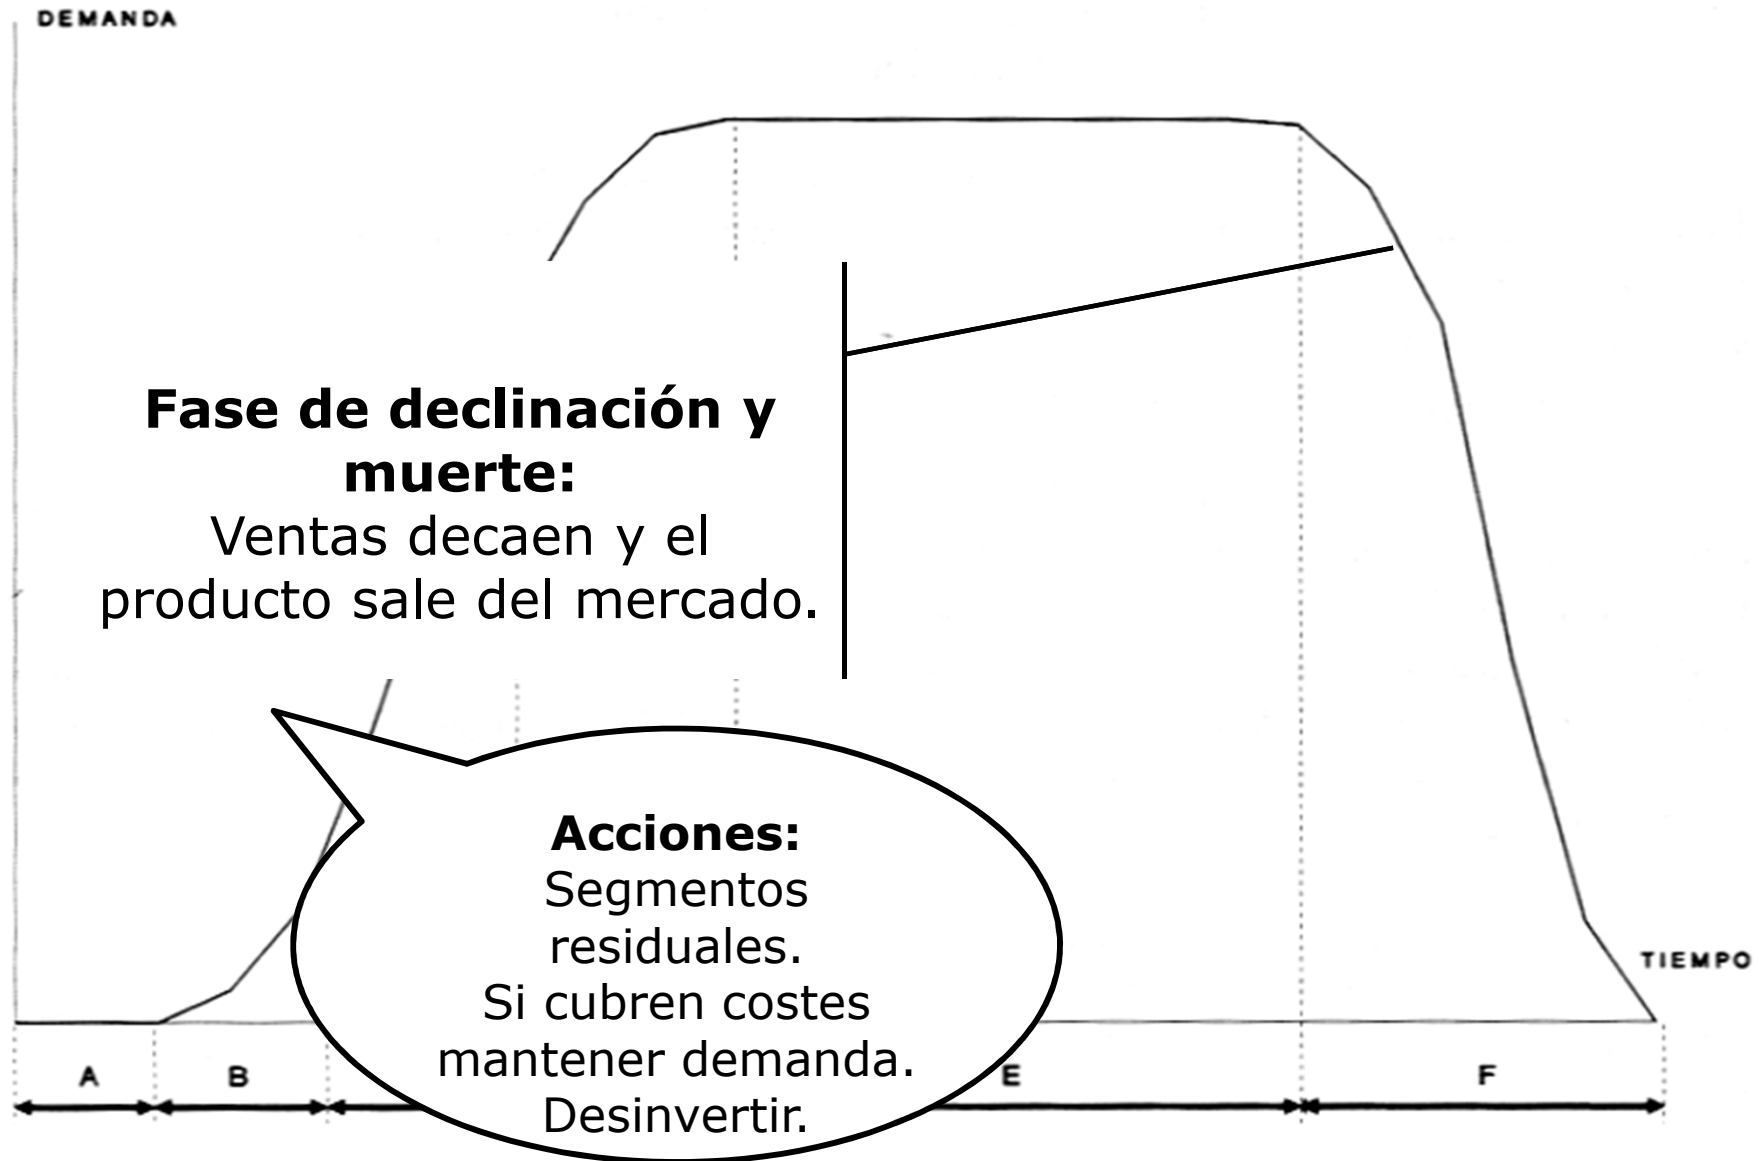 DEMANDA
Fase de declinación y
muerte:
Ventas decaen y el
producto sale del mercado.
Acciones:
Segmentos
residuales.
Si cubren costes
mantener demanda.
Desinvertir.
TIEMPO
A B E F